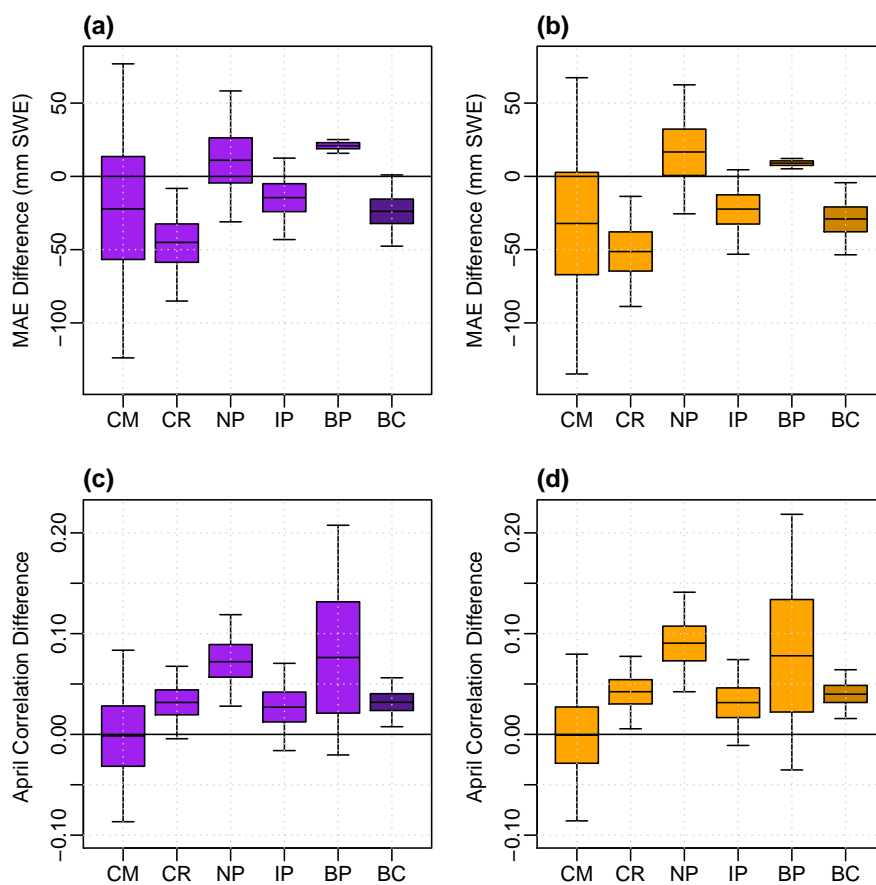 (a)
MAE Difference (mm SWE)
50
0
−50
−100
CM CR NP IP BP BC
(b)
MAE Difference (mm SWE)
50
0
−50
−100
CM CR NP IP BP BC
(c)
April Correlation Difference
0.20
0.10
0.00
−0.10
CM CR NP IP BP BC
(d)
April Correlation Difference
0.20
0.10
0.00
−0.10
CM CR NP IP BP BC